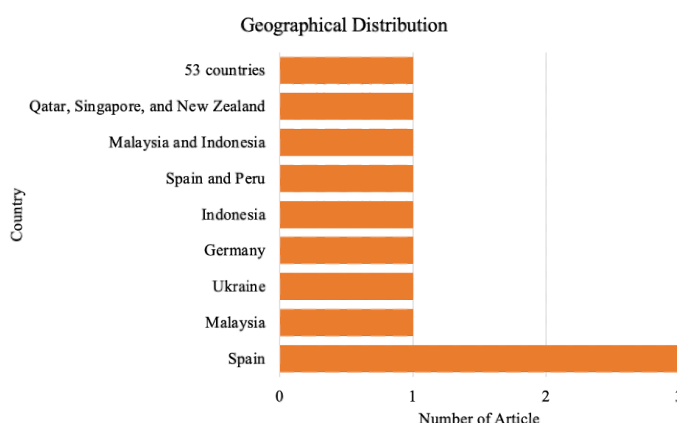 Geographical Distribution
53 countries
Qatar, Singapore, and New Zealand
Malaysia and Indonesia
Spain and Peru
Indonesia
Germany
Ukraine
Malaysia
Spain
Country
0 1 2
Number of Article